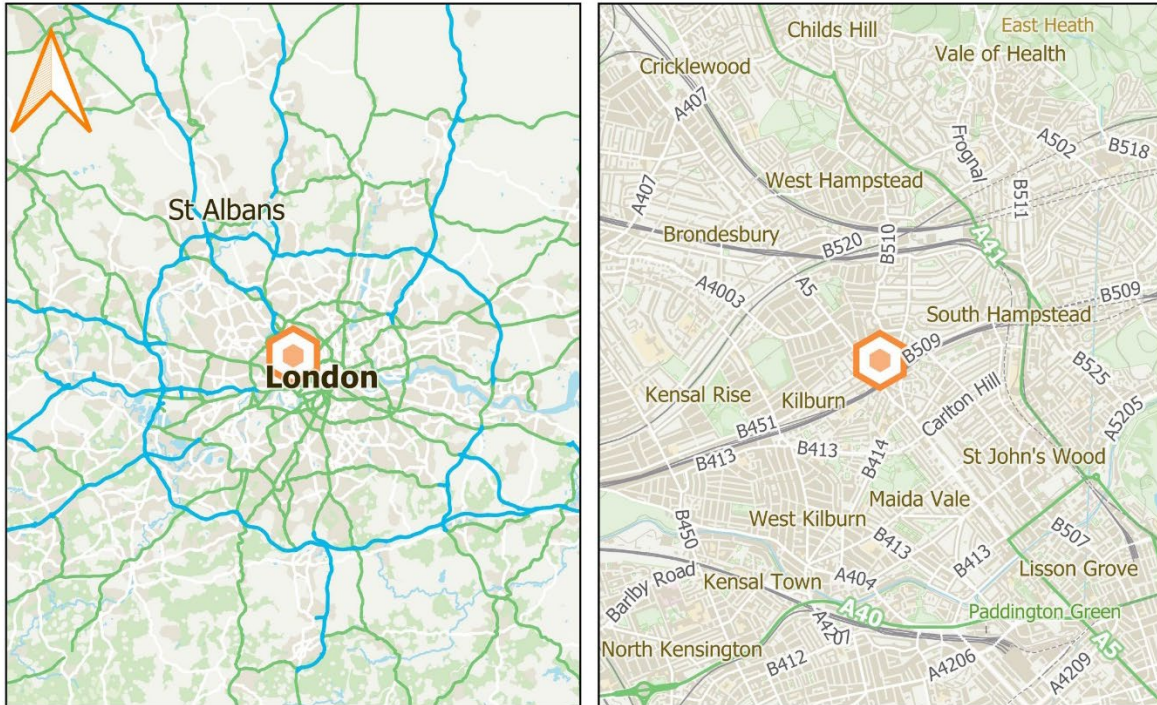 St Albans
London
Childs Hill
East Heath
Vale of Health
Cricklewood
A407
Frognal
A502
B518
West Hampstead
A407
B511
B510
Brondesbury
B520
A41
A4003
A5
B509
South Hampstead
B509
B525
Kensal Rise
Kilburn
Carlton Hill
A5205
B451
B413
B413
B414
St John's Wood
Maida Vale
B450
West Kilburn
B413
B507
B413
Lisson Grove
Barlby Road
Kensal Town
A404
Paddington Green
A40
A4207
North Kensington
B412
A4206
A4209
A5